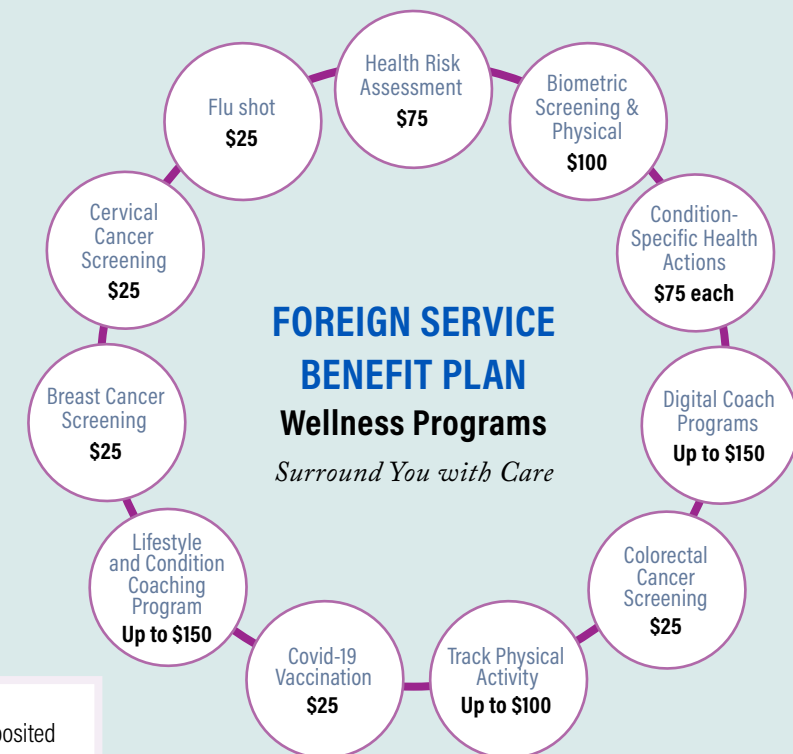 Health Risk
Assessment
$75
Biometric
Screening &
Physical
$100
Condition-
Specific Health
Actions
$75 each
Digital Coach
Programs
Up to $150
Colorectal
Cancer
Screening
$25
Track Physical
Activity
Up to $100
Covid-19
Vaccination
$25
Lifestyle
and Condition
Coaching
Program
Up to $150
Breast Cancer
Screening
$25
Cervical
Cancer
Screening
$25
Flu shot
$25
FOREIGN SERVICE
BENEFIT PLAN
Wellness Programs
Surround You with Care